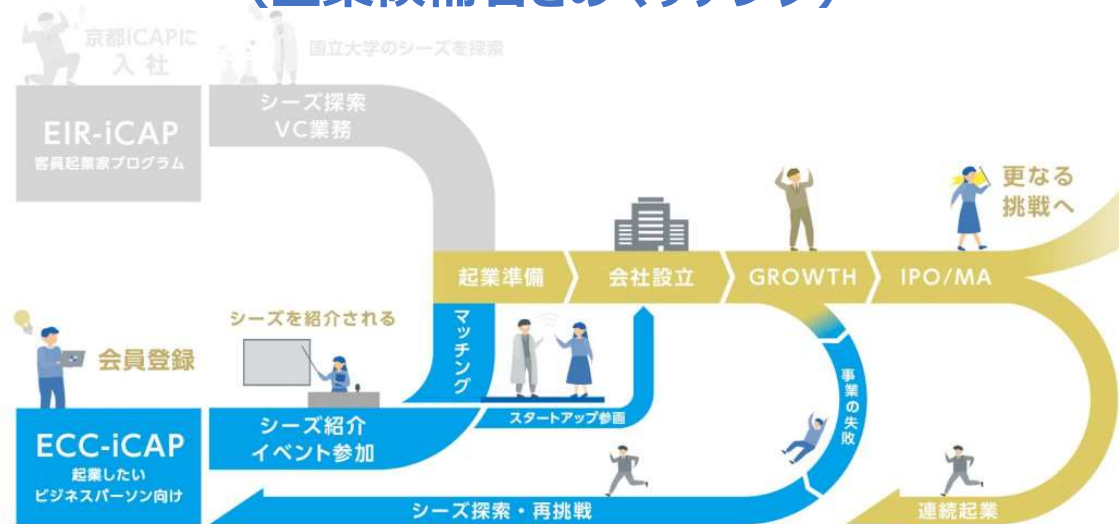 京都iCAPに
入社
国立大学のシーズを探索
EIR-iCAP
客員起業家プログラム
シーズ探索
VC業務
更なる
挑戦へ
起業準備
会社設立
GROWTH
IPO/MA
シーズを紹介される
マッチング
会員登録
事業の失敗
スタートアップ参画
ECC-iCAP
起業したい
ビジネスパーソン向け
シーズ紹介
イベント参加
シーズ探索・再挑戦
連続起業